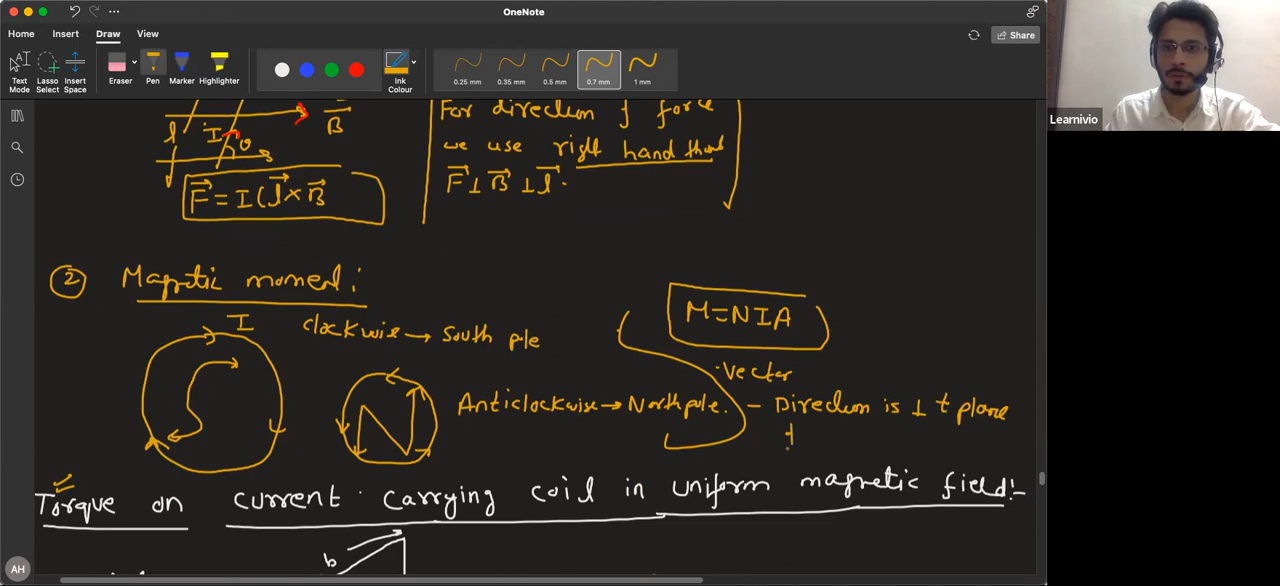 OneNote
Home Insert Draw View
Share
Text Mode
Lasso Select
Insert Space
Eraser
Pen
Marker
Highlighter
Ink Colour
0.25 mm
0.35 mm
0.5 mm
0.7 mm
1 mm
Learnivio
l I θ B
F = I(l×B
For direction of force
we use right hand thumb
F⊥B⊥l.
② Magnetic moment:
I
clockwise → South pole
S
N
Anticlockwise → North pole.
M=NIA
·Vector
– Direction is ⊥ t plane
Torque on current carrying coil in uniform magnetic field:-
b
AH